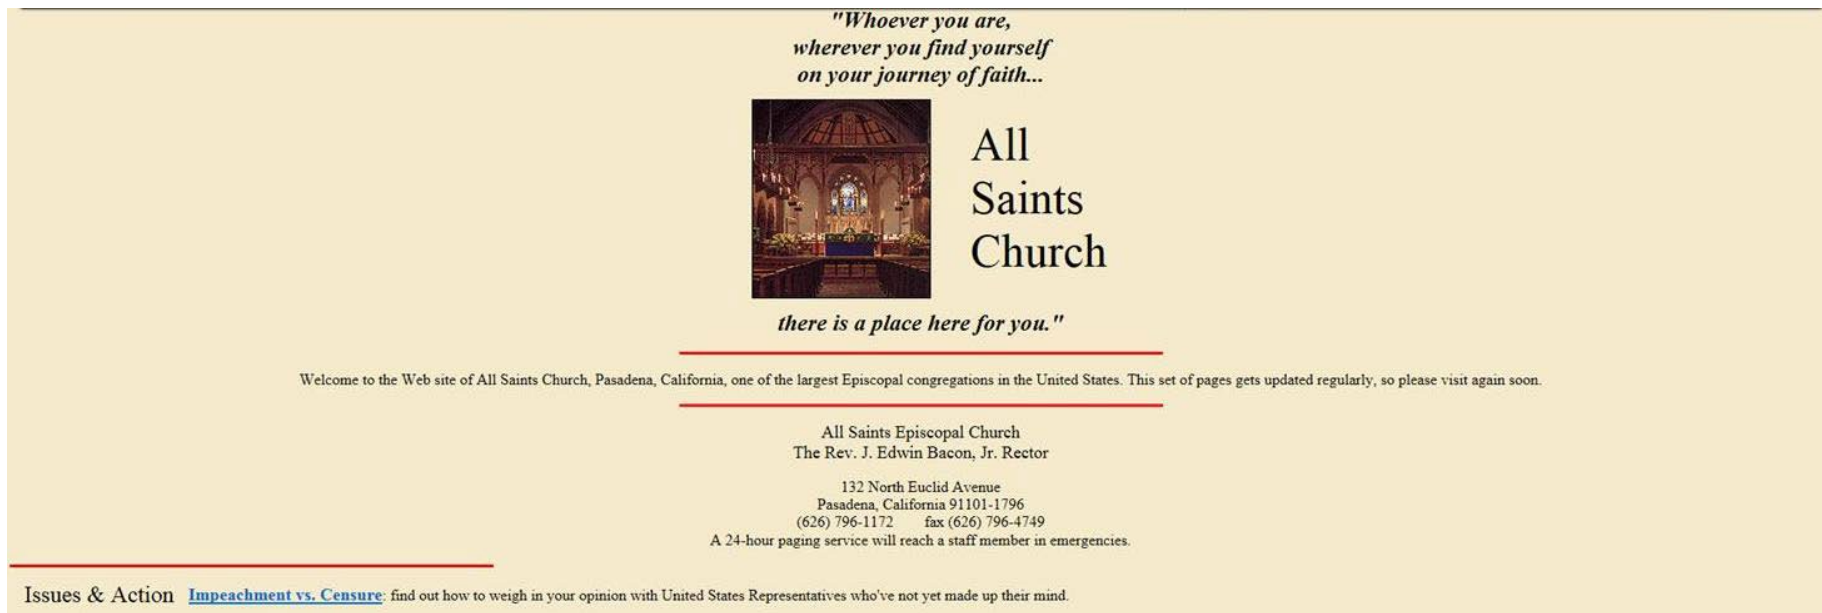 "Whoever you are,
wherever you find yourself
on your journey of faith...
All
Saints
Church
there is a place here for you."
Welcome to the Web site of All Saints Church, Pasadena, California, one of the largest Episcopal congregations in the United States. This set of pages gets updated regularly, so please visit again soon.
All Saints Episcopal Church
The Rev. J. Edwin Bacon, Jr. Rector
132 North Euclid Avenue
Pasadena, California 91101-1796
(626) 796-1172 fax (626) 796-4749
A 24-hour paging service will reach a staff member in emergencies.
Issues & Action Impeachment vs. Censure: find out how to weigh in your opinion with United States Representatives who've not yet made up their mind.